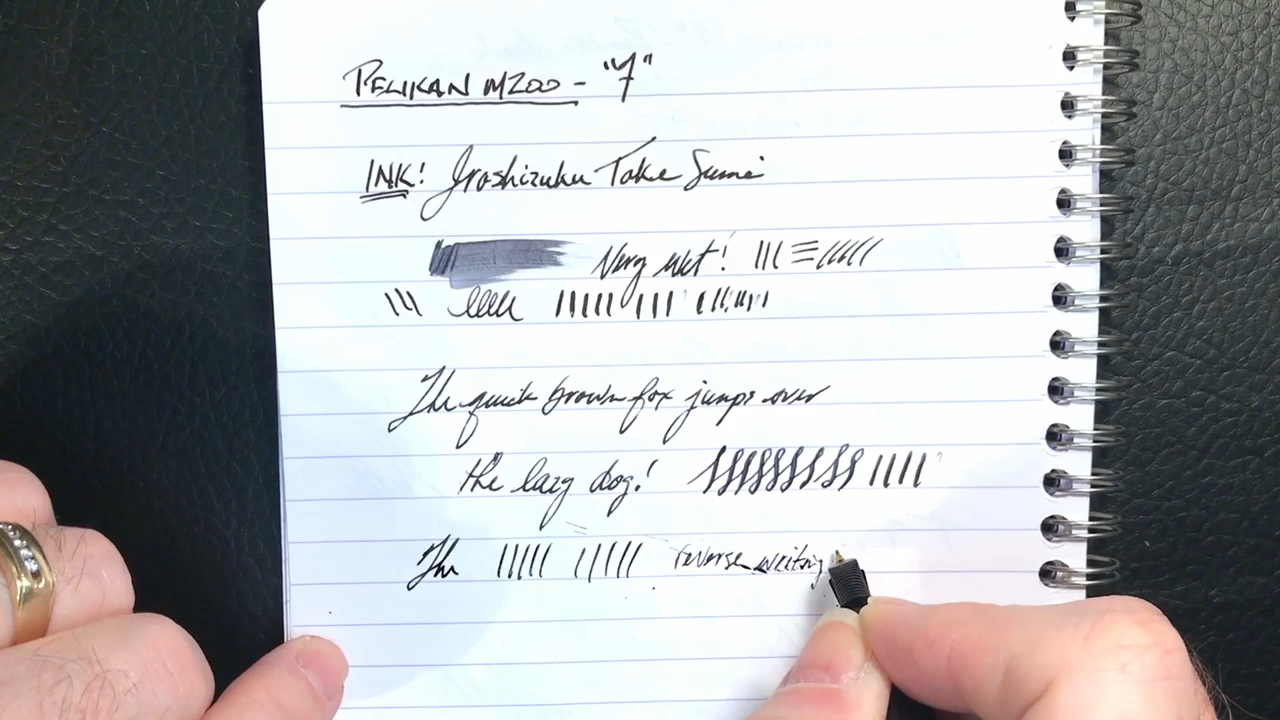 PELIKAN M200 - "F"
INK! Iroshizuku Take Sumi
Very wet!
The quick brown fox jumps over
the lazy dog!
The reverse writing